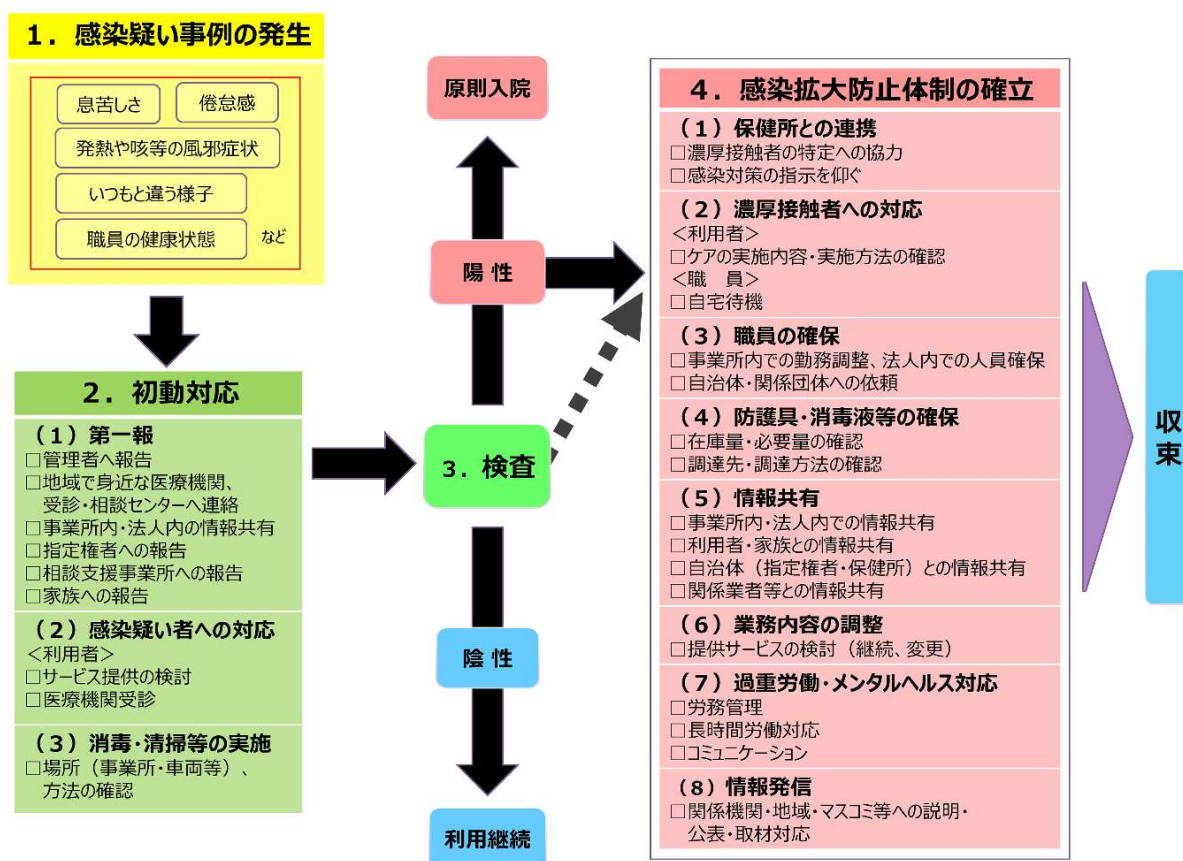 1．感染疑い事例の発生
息苦しさ
倦怠感
発熱や咳等の風邪症状
いつもと違う様子
職員の健康状態
など
2．初動対応
（1）第一報
□管理者へ報告
□地域で身近な医療機関、
受診・相談センターへ連絡
□事業所内・法人内の情報共有
□指定権者への報告
□相談支援事業所への報告
□家族への報告
（2）感染疑い者への対応
＜利用者＞
□サービス提供の検討
□医療機関受診
（3）消毒・清掃等の実施
□場所（事業所・車両等）、
方法の確認
原則入院
陽 性
3．検査
陰 性
利用継続
4．感染拡大防止体制の確立
（1）保健所との連携
□濃厚接触者の特定への協力
□感染対策の指示を仰ぐ
（2）濃厚接触者への対応
＜利用者＞
□ケアの実施内容・実施方法の確認
＜職　員＞
□自宅待機
（3）職員の確保
□事業所内での勤務調整、法人内での人員確保
□自治体・関係団体への依頼
（4）防護具・消毒液等の確保
□在庫量・必要量の確認
□調達先・調達方法の確認
（5）情報共有
□事業所内・法人内での情報共有
□利用者・家族との情報共有
□自治体（指定権者・保健所）との情報共有
□関係業者等との情報共有
（6）業務内容の調整
□提供サービスの検討（継続、変更）
（7）過重労働・メンタルヘルス対応
□労務管理
□長時間労働対応
□コミュニケーション
（8）情報発信
□関係機関・地域・マスコミ等への説明・
公表・取材対応
収束